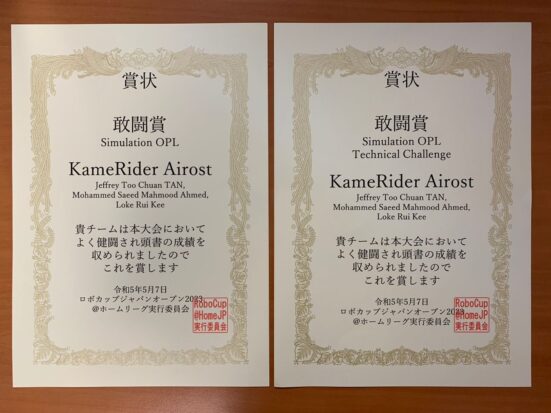 賞状
敢闘賞
Simulation OPL
KameRider Airost
Jeffrey Too Chuan TAN,
Mohammed Saeed Mahmood Ahmed,
Loke Rui Kee
貴チームは本大会において
よく健闘され頭書の成績を
収められましたので
これを賞します
令和5年5月7日
ロボカップジャパンオープン2023
@ホームリーグ実行委員会
RoboCup
@HomeJP
実行委員会
賞状
敢闘賞
Simulation OPL
Technical Challenge
KameRider Airost
Jeffrey Too Chuan TAN,
Mohammed Saeed Mahmood Ahmed,
Loke Rui Kee
貴チームは本大会において
よく健闘され頭書の成績を
収められましたので
これを賞します
令和5年5月7日
ロボカップジャパンオープン2023
@ホームリーグ実行委員会
RoboCup
@HomeJP
実行委員会